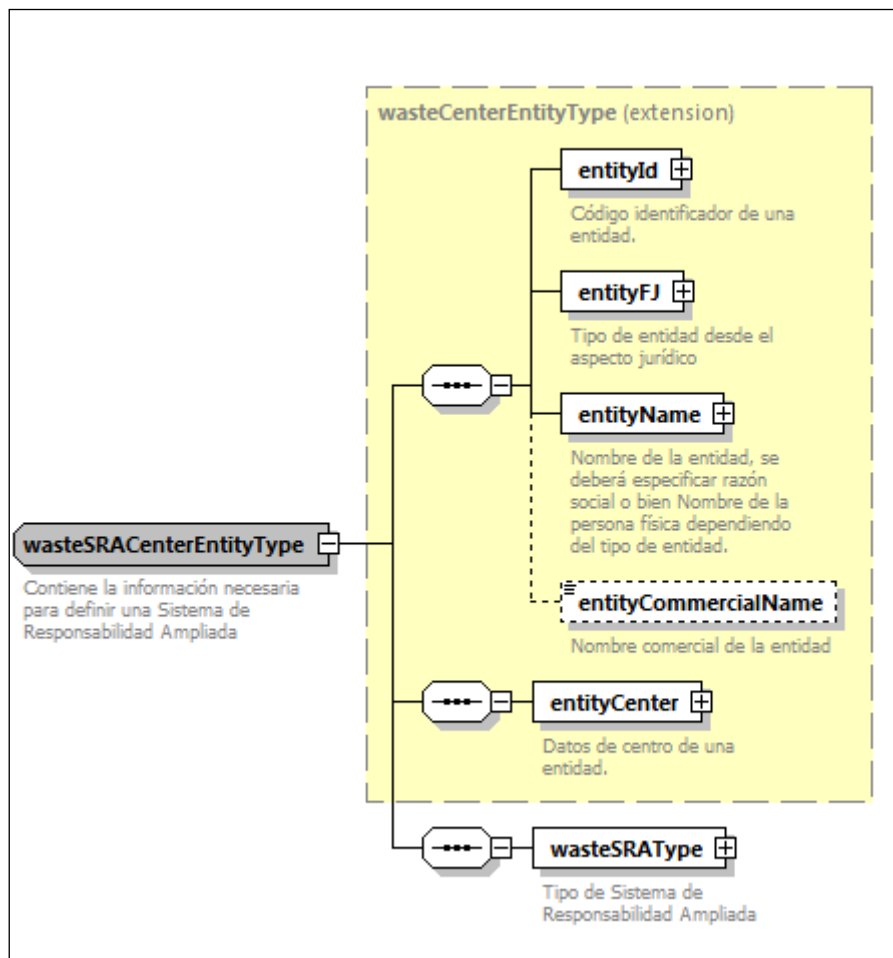 wasteCenterEntityType (extension)
entityId
Código identificador de una
entidad.
entityFJ
Tipo de entidad desde el
aspecto jurídico
entityName
Nombre de la entidad, se
deberá especificar razón
social o bien Nombre de la
persona física dependiendo
del tipo de entidad.
wasteSRACenterEntityType
Contiene la información necesaria
para definir una Sistema de
Responsabilidad Ampliada
entityCommercialName
Nombre comercial de la entidad
entityCenter
Datos de centro de una
entidad.
wasteSRAType
Tipo de Sistema de
Responsabilidad Ampliada